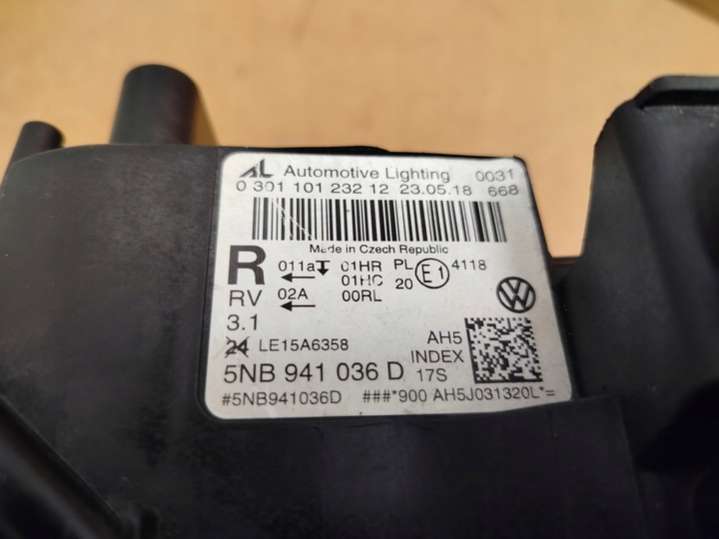 AL Automotive Lighting 0031
0 301 101 232 12 23.05.18 668
Made in Czech Republic
R 011a 01HR PL E1 4118
01HC 20
RV 02A 00RL
3.1
24 LE15A6358 AH5
INDEX
5NB 941 036 D 17S
#5NB941036D ###*900 AH5J031320L*=